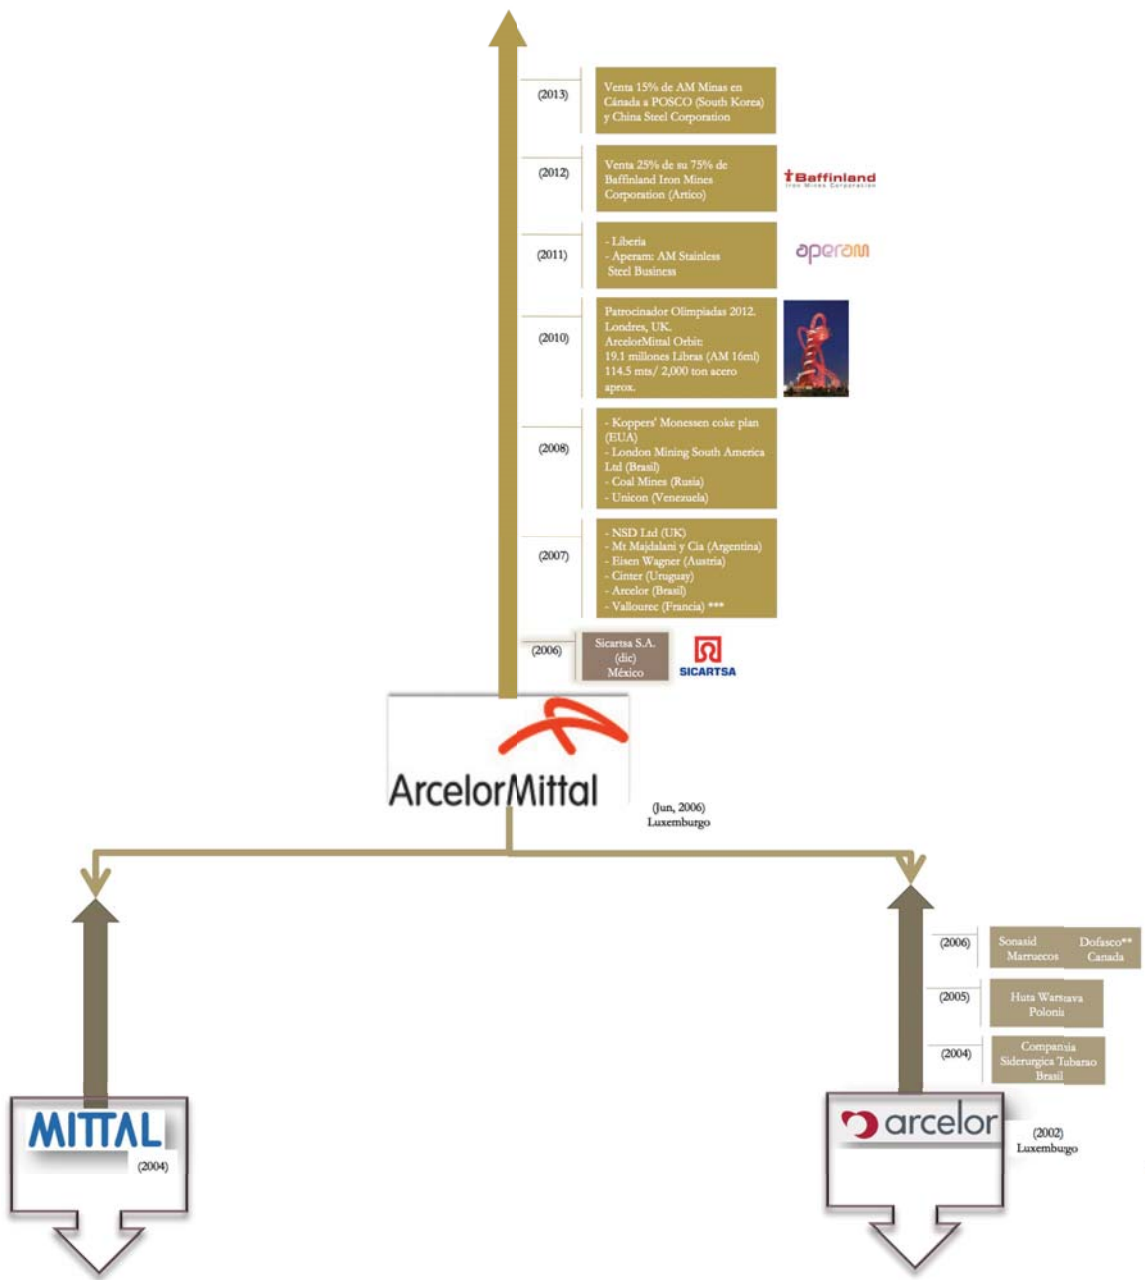 (2013)
Venta 15% de AM Minas en
Cánada a POSCO (South Korea)
y China Steel Corporation
(2012)
Venta 25% de su 75% de
Baffinland Iron Mines
Corporation (Artico)
Baffinland
Iron Mines Corporation
(2011)
- Liberia
- Aperam: AM Stainless
Steel Business
aperam
(2010)
Patrocinador Olimpiadas 2012.
Londres, UK.
ArcelorMittal Orbit:
19.1 millones Libras (AM 16ml)
114.5 mts/ 2,000 ton acero
aprox.
(2008)
- Koppers' Monessen coke plan
(EUA)
- London Mining South America
Ltd (Brasil)
- Coal Mines (Rusia)
- Unicon (Venezuela)
(2007)
- NSD Ltd (UK)
- Mt Majdalani y Cia (Argentina)
- Eisen Wagner (Austria)
- Cinter (Uruguay)
- Arcelor (Brasil)
- Vallourec (Francia) ***
(2006)
Sicartsa S.A.
(dic)
México
SICARTSA
ArcelorMittal
(Jun, 2006)
Luxemburgo
(2006)
Sonasid Dofasco**
Marruecos Canada
(2005)
Huta Warszava
Polonia
(2004)
Compania
Siderurgica Tubarao
Brasil
MITTAL
(2004)
arcelor
(2002)
Luxemburgo